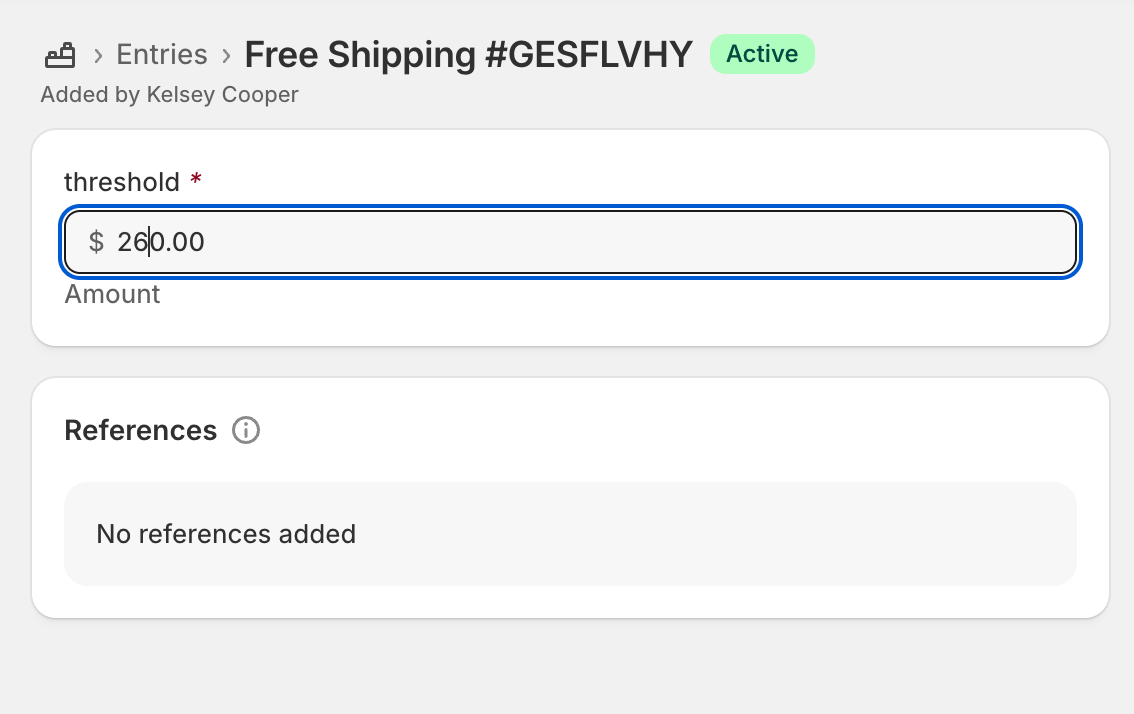 › Entries › Free Shipping #GESFLVHY Active
Added by Kelsey Cooper
threshold *
$ 260.00
Amount
References
No references added